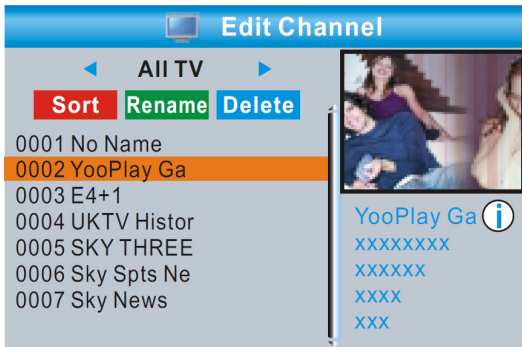 Edit Channel
All TV
Sort Rename Delete
0001 No Name
0002 YooPlay Ga
0003 E4+1
0004 UKTV Histor
0005 SKY THREE
0006 Sky Spts Ne
0007 Sky News
YooPlay Ga i
xxxxxxxx
xxxxxx
xxxx
xxx